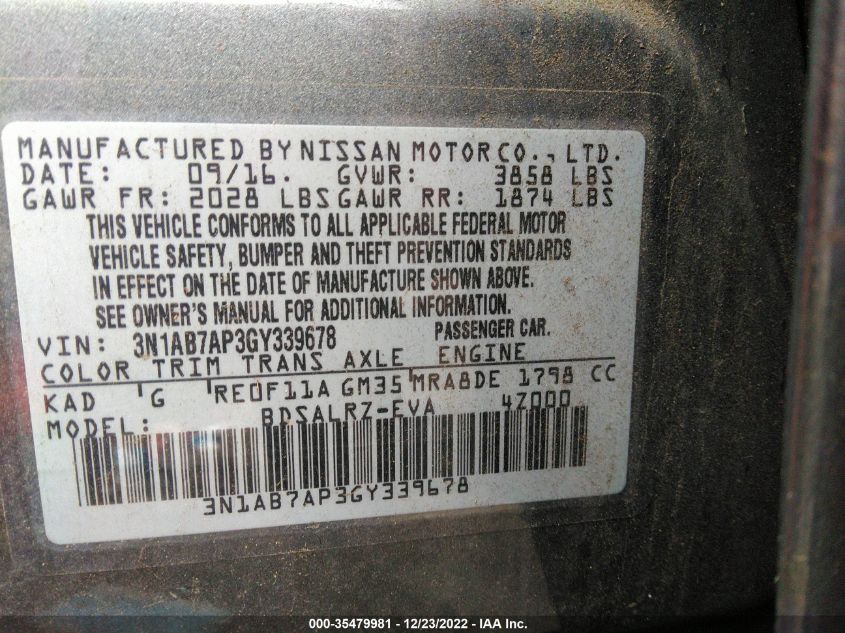 MANUFACTURED BY NISSAN MOTOR CO., LTD.
DATE: 09/16. GVWR: 3858 LBS
GAWR FR: 2028 LBS GAWR RR: 1874 LBS
THIS VEHICLE CONFORMS TO ALL APPLICABLE FEDERAL MOTOR
VEHICLE SAFETY, BUMPER AND THEFT PREVENTION STANDARDS
IN EFFECT ON THE DATE OF MANUFACTURE SHOWN ABOVE.
SEE OWNER'S MANUAL FOR ADDITIONAL INFORMATION.
VIN: 3N1AB7AP3GY339678 PASSENGER CAR.
COLOR TRIM TRANS AXLE ENGINE
KAD G RE0F11A GM35 MRA8DE 1798 CC
MODEL: BDSALRZ-EVA 4Z000
3N1AB7AP3GY339678
000-35479981 - 12/23/2022 - IAA Inc.